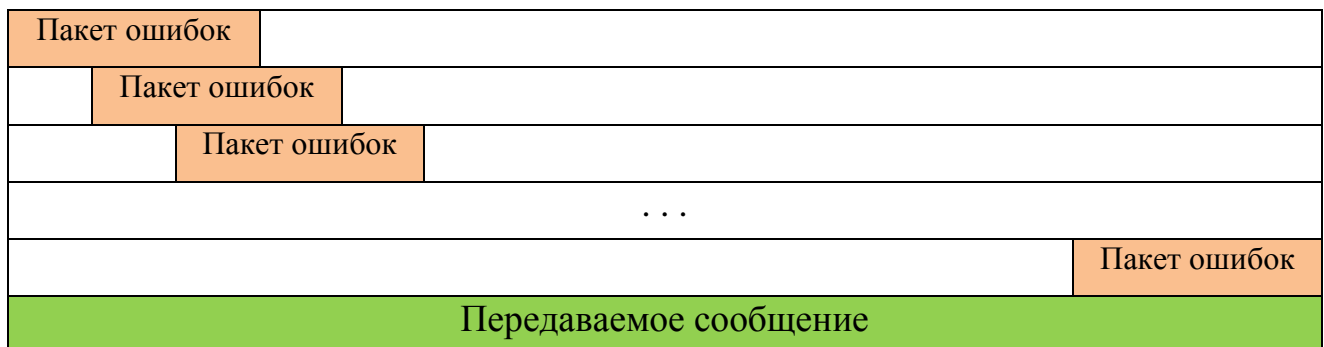 Пакет ошибок
Пакет ошибок
Пакет ошибок
. . .
Пакет ошибок
Передаваемое сообщение